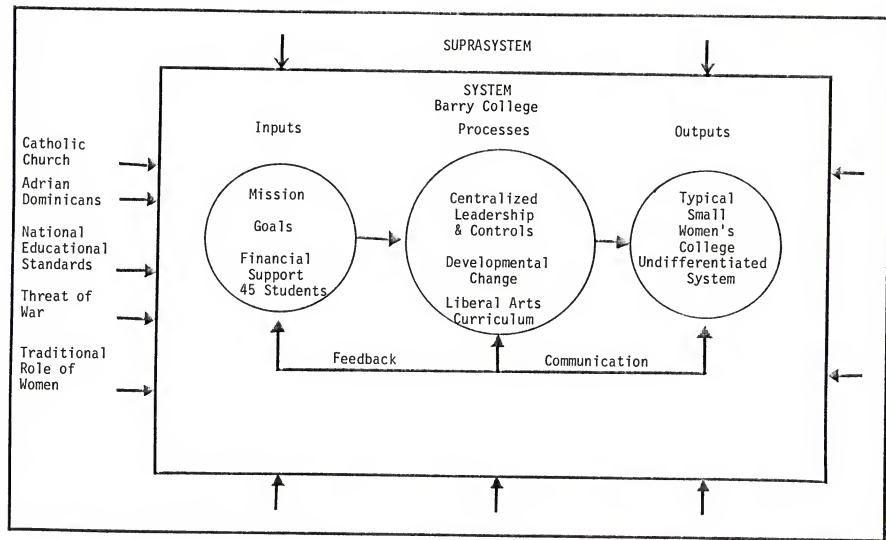 SUPRASYSTEM
SYSTEM
Barry College
Inputs
Processes
Outputs
Catholic
Church
Adrian
Dominicans
National
Educational
Standards
Threat of
War
Traditional
Role of
Women
Mission
Goals
Financial
Support
45 Students
Centralized
Leadership
& Controls
Developmental
Change
Liberal Arts
Curriculum
Typical
Small
Women's
College
Undifferentiated
System
Feedback
Communication